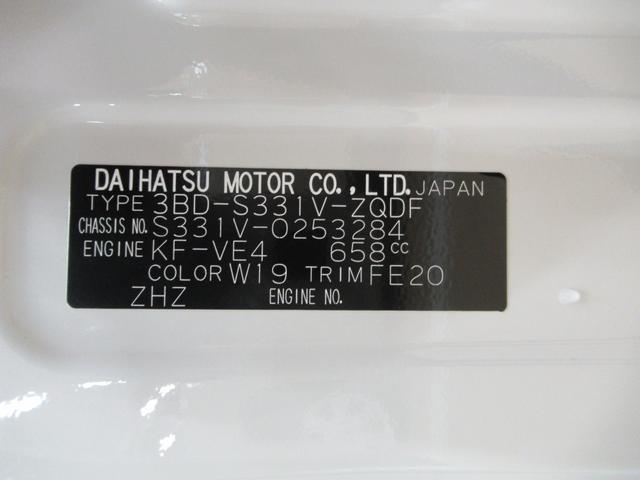 DAIHATSU MOTOR CO.,LTD. JAPAN
TYPE 3BD-S331V-ZQDF
CHASSIS NO. S331V-0253284
ENGINE KF-VE4 658cc
COLOR W19 TRIM FE20
ZHZ ENGINE NO.